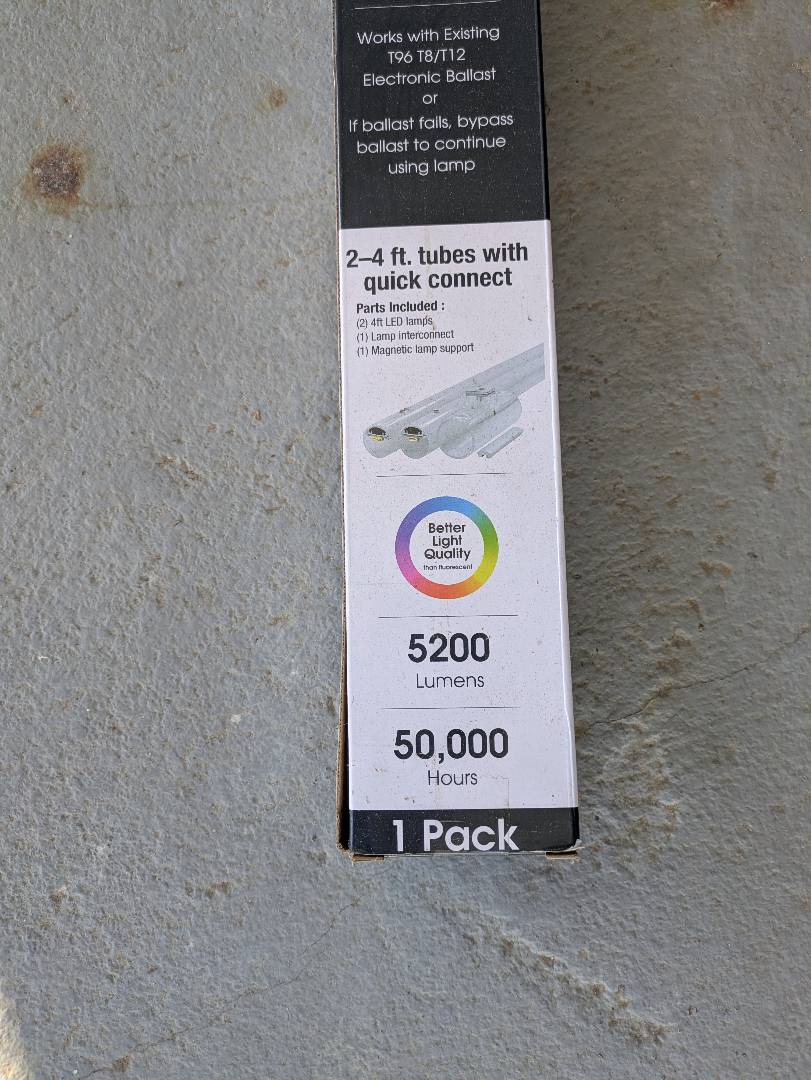 Works with Existing
T96 T8/T12
Electronic Ballast
or
If ballast fails, bypass
ballast to continue
using lamp
2–4 ft. tubes with
quick connect
Parts Included :
(2) 4ft LED lamps
(1) Lamp interconnect
(1) Magnetic lamp support
Better
Light
Quality
than fluorescent
5200
Lumens
50,000
Hours
1 Pack